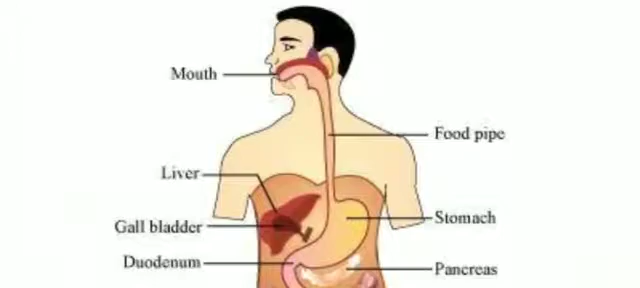 Mouth
Food pipe
Liver
Stomach
Gall bladder
Duodenum
Pancreas